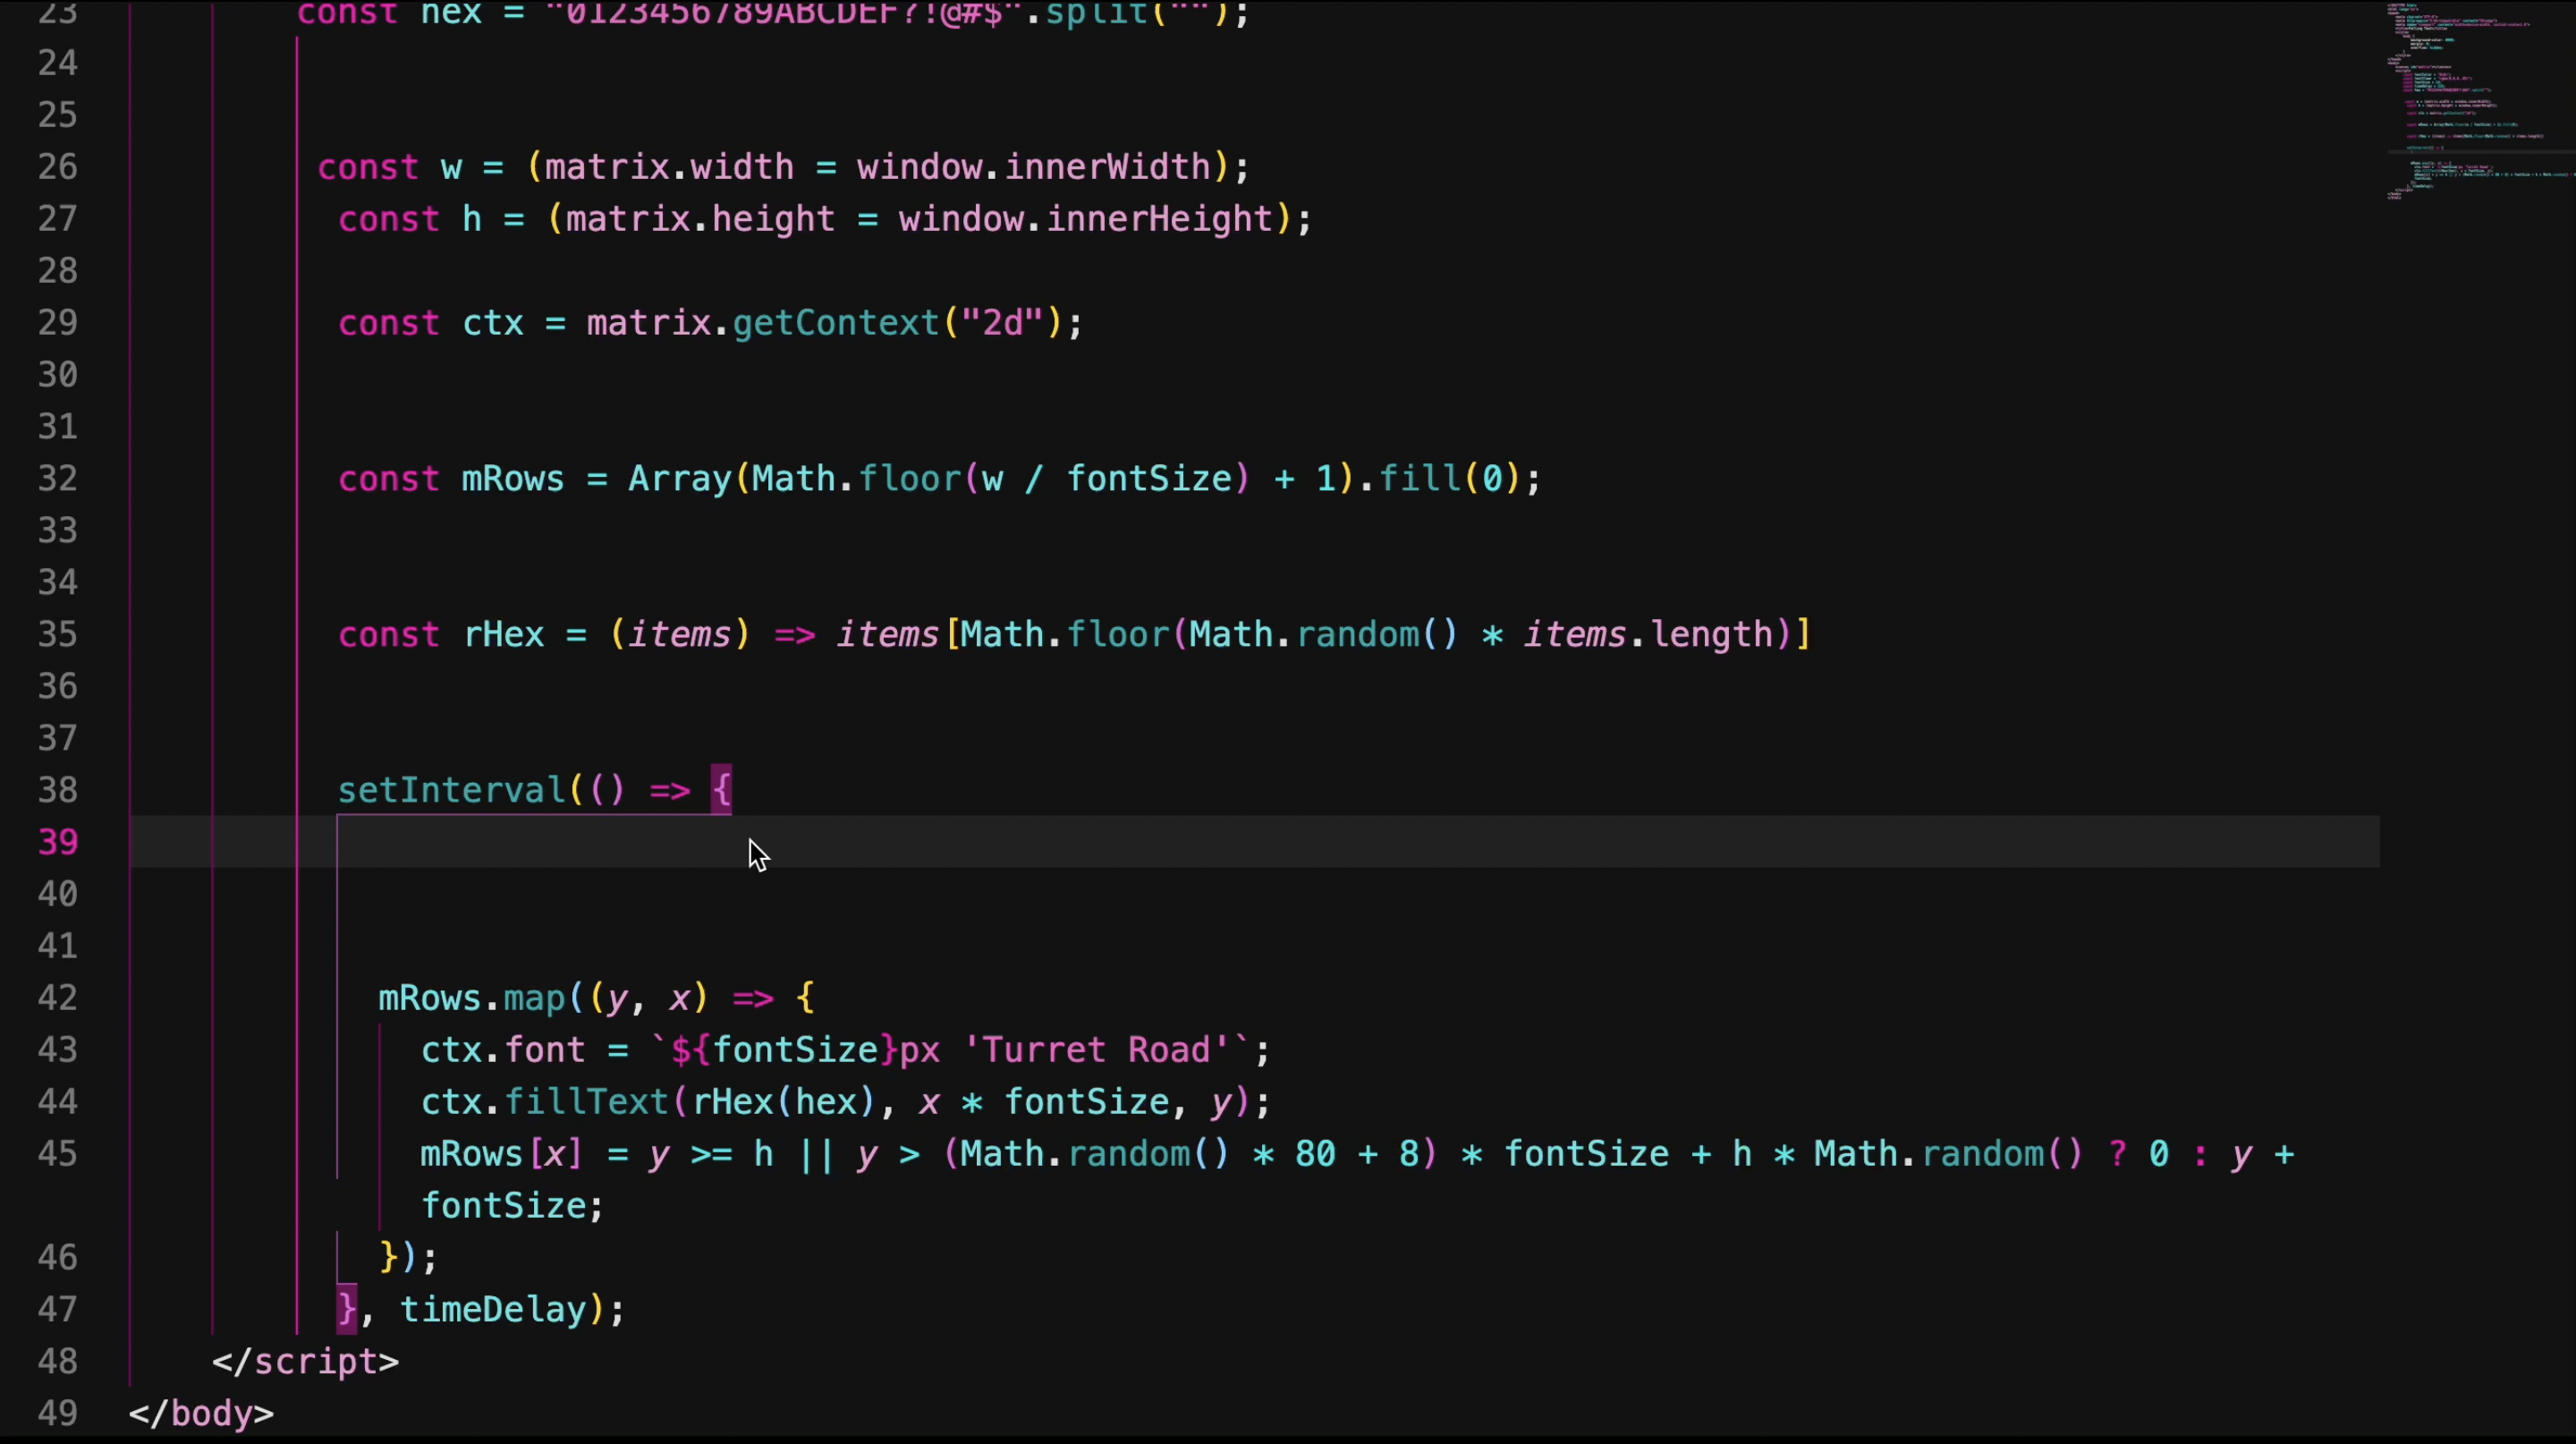 23 const hex = "0123456789ABCDEF?!@#$".split("");
24
25
26 const w = (matrix.width = window.innerWidth);
27 const h = (matrix.height = window.innerHeight);
28
29 const ctx = matrix.getContext("2d");
30
31
32 const mRows = Array(Math.floor(w / fontSize) + 1).fill(0);
33
34
35 const rHex = (items) => items[Math.floor(Math.random() * items.length)]
36
37
38 setInterval(() => {
39
40
41
42 mRows.map((y, x) => {
43 ctx.font = `${fontSize}px 'Turret Road'`;
44 ctx.fillText(rHex(hex), x * fontSize, y);
45 mRows[x] = y >= h || y > (Math.random() * 80 + 8) * fontSize + h * Math.random() ? 0 : y +
fontSize;
46 });
47 }, timeDelay);
48 </script>
49 </body>